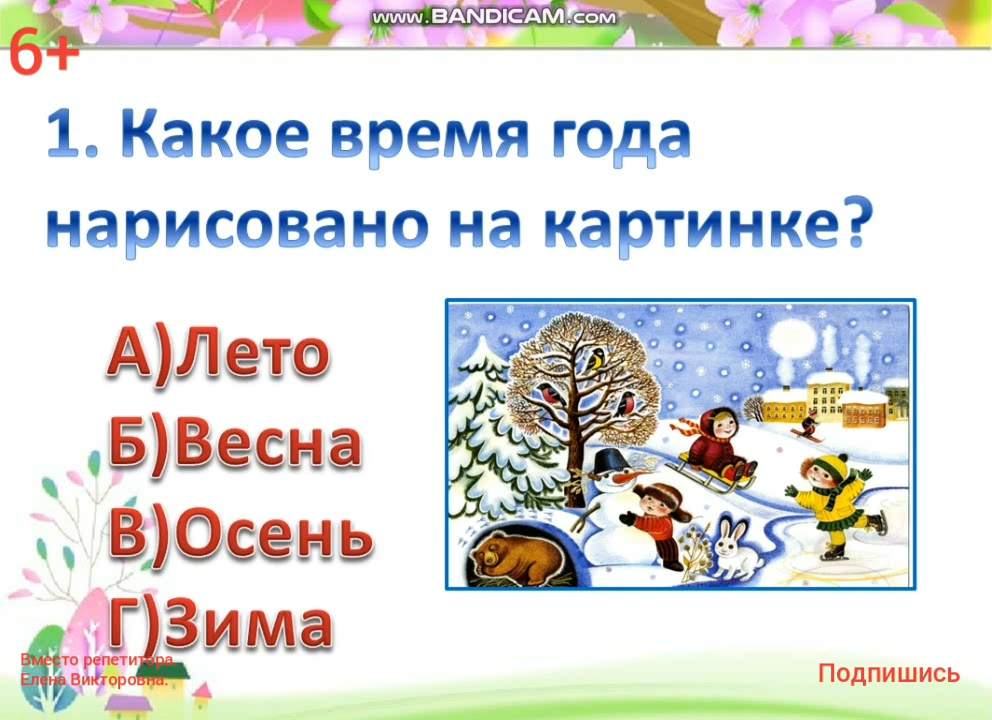 www.BANDICAM.com
6+
1. Какое время года
нарисовано на картинке?
А)Лето
Б)Весна
В)Осень
Г)Зима
Вместо репетитора
Елена Викторовна.
Подпишись